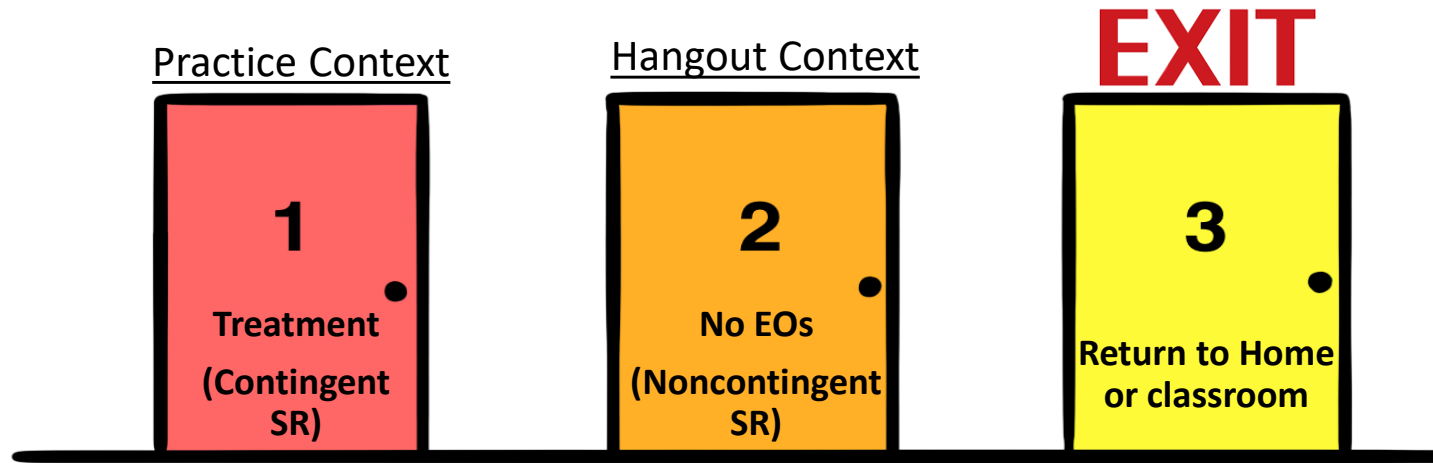 Practice Context
1
Treatment
(Contingent
SR)
Hangout Context
2
No EOs
(Noncontingent
SR)
EXIT
3
Return to Home
or classroom